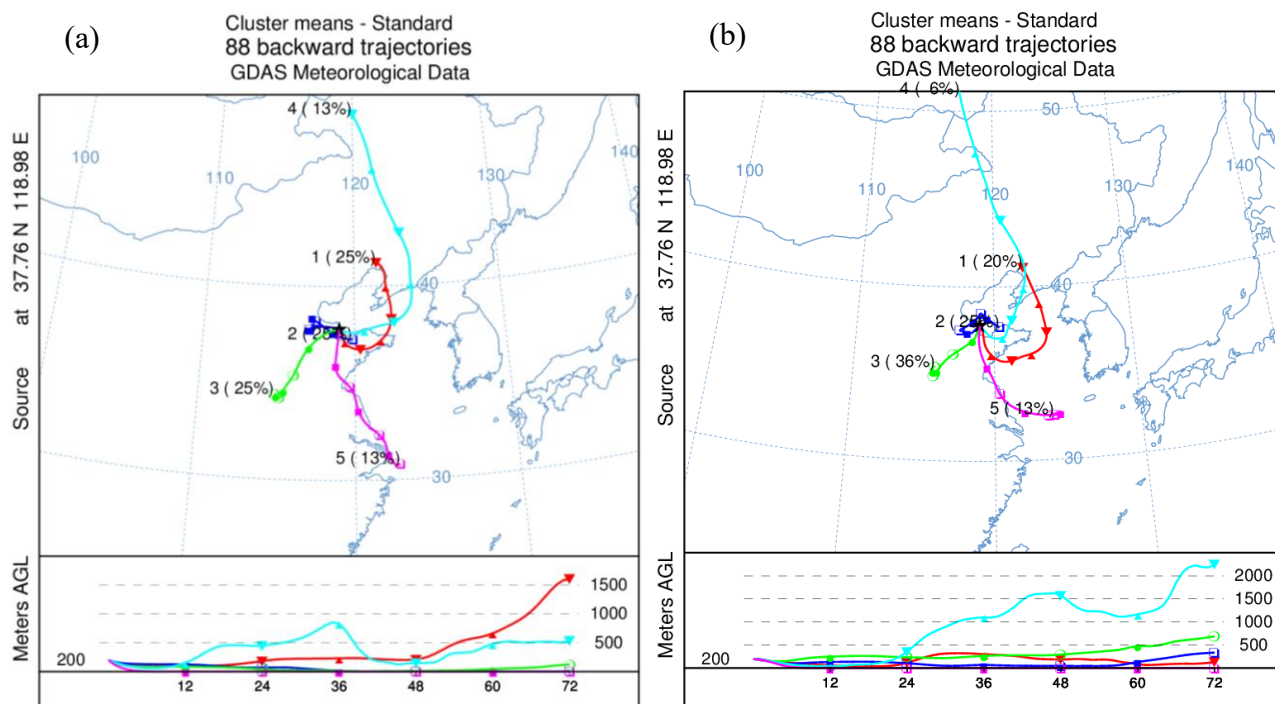 (a)
Cluster means - Standard
88 backward trajectories
GDAS Meteorological Data
Source at 37.76 N 118.98 E
4 ( 13%)
100
110
120
130
140
1 ( 25%)
40
2 ( 25%)
3 ( 25%)
5 ( 13%)
30
Meters AGL
1500
1000
500
200
12 24 36 48 60 72
(b)
Cluster means - Standard
88 backward trajectories
GDAS Meteorological Data
Source at 37.76 N 118.98 E
4 ( 6%)
50
100
110
120
130
140
1 ( 20%)
40
2 ( 25%)
3 ( 36%)
5 ( 13%)
30
Meters AGL
2000
1500
1000
500
200
12 24 36 48 60 72